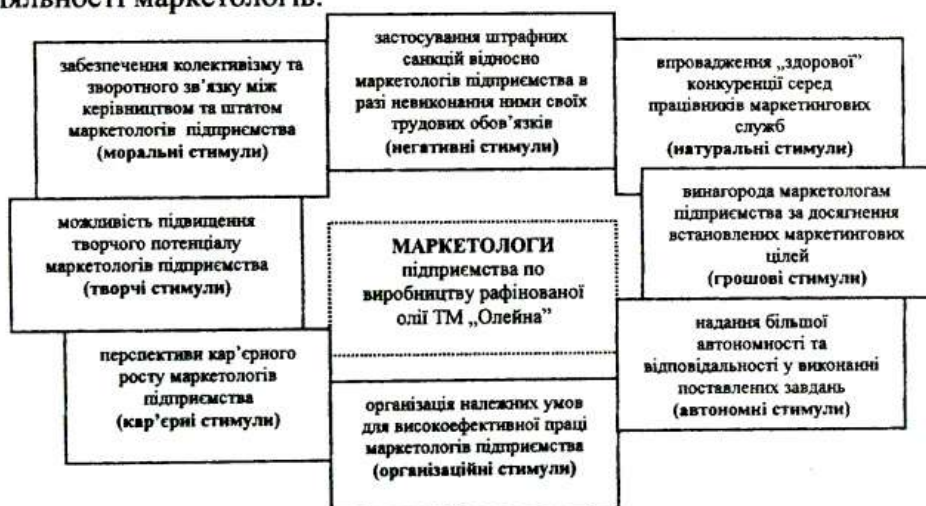 діяльності маркетологів.
забезпечення колективізму та
зворотного зв’язку між
керівництвом та штатом
маркетологів підприємства
(моральні стимули)
застосування штрафних
санкцій відносно
маркетологів підприємства в
разі невиконання ними своїх
трудових обов’язків
(негативні стимули)
впровадження „здорової”
конкуренції серед
працівників маркетингових
служб
(натуральні стимули)
можливість підвищення
творчого потенціалу
маркетологів підприємства
(творчі стимули)
МАРКЕТОЛОГИ
підприємства по
виробництву рафінованої
олії ТМ „Олейна”
винагорода маркетологам
підприємства за досягнення
встановлених маркетингових
цілей
(грошові стимули)
перспективи кар’єрного
росту маркетологів
підприємства
(кар’єрні стимули)
організація належних умов
для високоефективної праці
маркетологів підприємства
(організаційні стимули)
надання більшої
автономності та
відповідальності у виконанні
поставлених завдань
(автономні стимули)